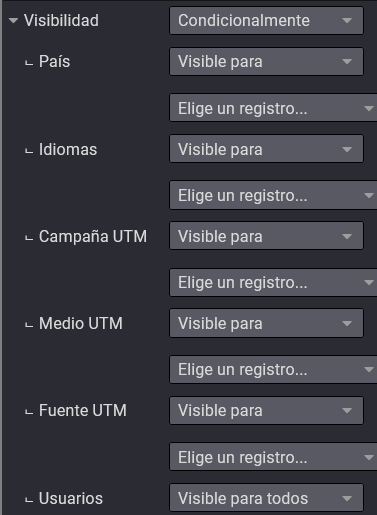 Visibilidad Condicionalmente
País Visible para
Elige un registro...
Idiomas Visible para
Elige un registro...
Campaña UTM Visible para
Elige un registro...
Medio UTM Visible para
Elige un registro...
Fuente UTM Visible para
Elige un registro...
Usuarios Visible para todos